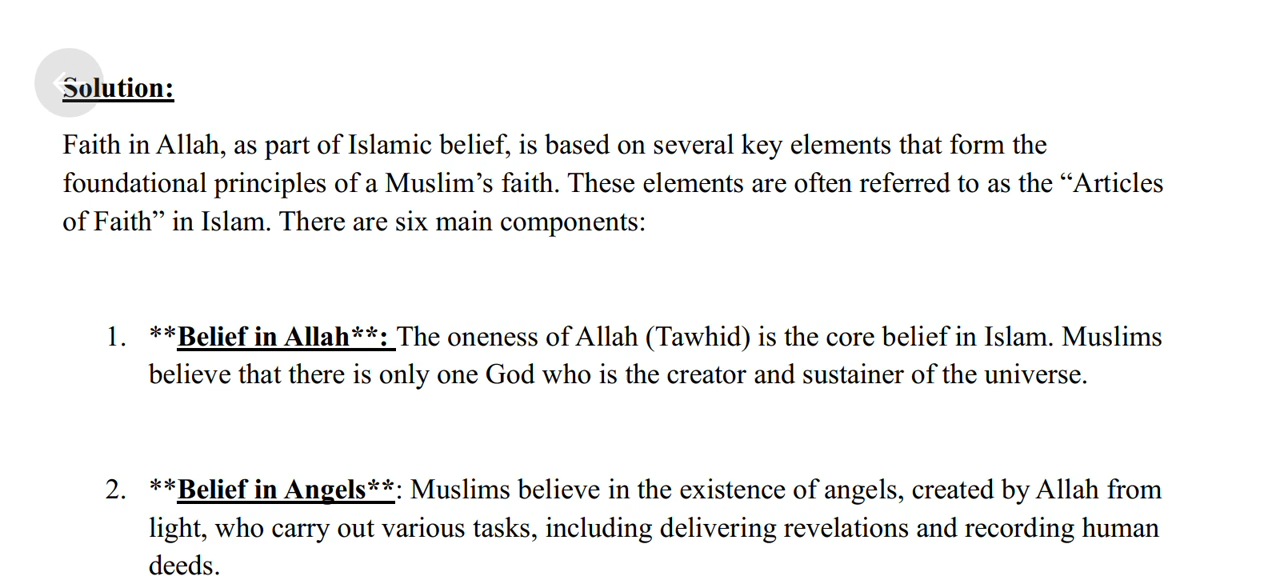 Solution:
Faith in Allah, as part of Islamic belief, is based on several key elements that form the
foundational principles of a Muslim’s faith. These elements are often referred to as the “Articles
of Faith” in Islam. There are six main components:
1. **Belief in Allah**: The oneness of Allah (Tawhid) is the core belief in Islam. Muslims
believe that there is only one God who is the creator and sustainer of the universe.
2. **Belief in Angels**: Muslims believe in the existence of angels, created by Allah from
light, who carry out various tasks, including delivering revelations and recording human
deeds.